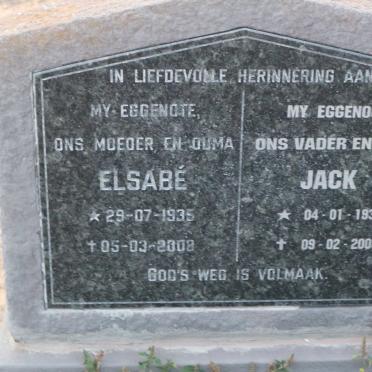 IN LIEFDEVOLLE HERINNERING AAN
MY EGGENOTE, MY EGGENO
ONS MOEDER EN OUMA ONS VADER EN
ELSABÉ JACK
★ 29-07-1935 ★ 04-01-193
✝ 05-03-2008 ✝ 09-02-200
GOD'S WEG IS VOLMAAK.